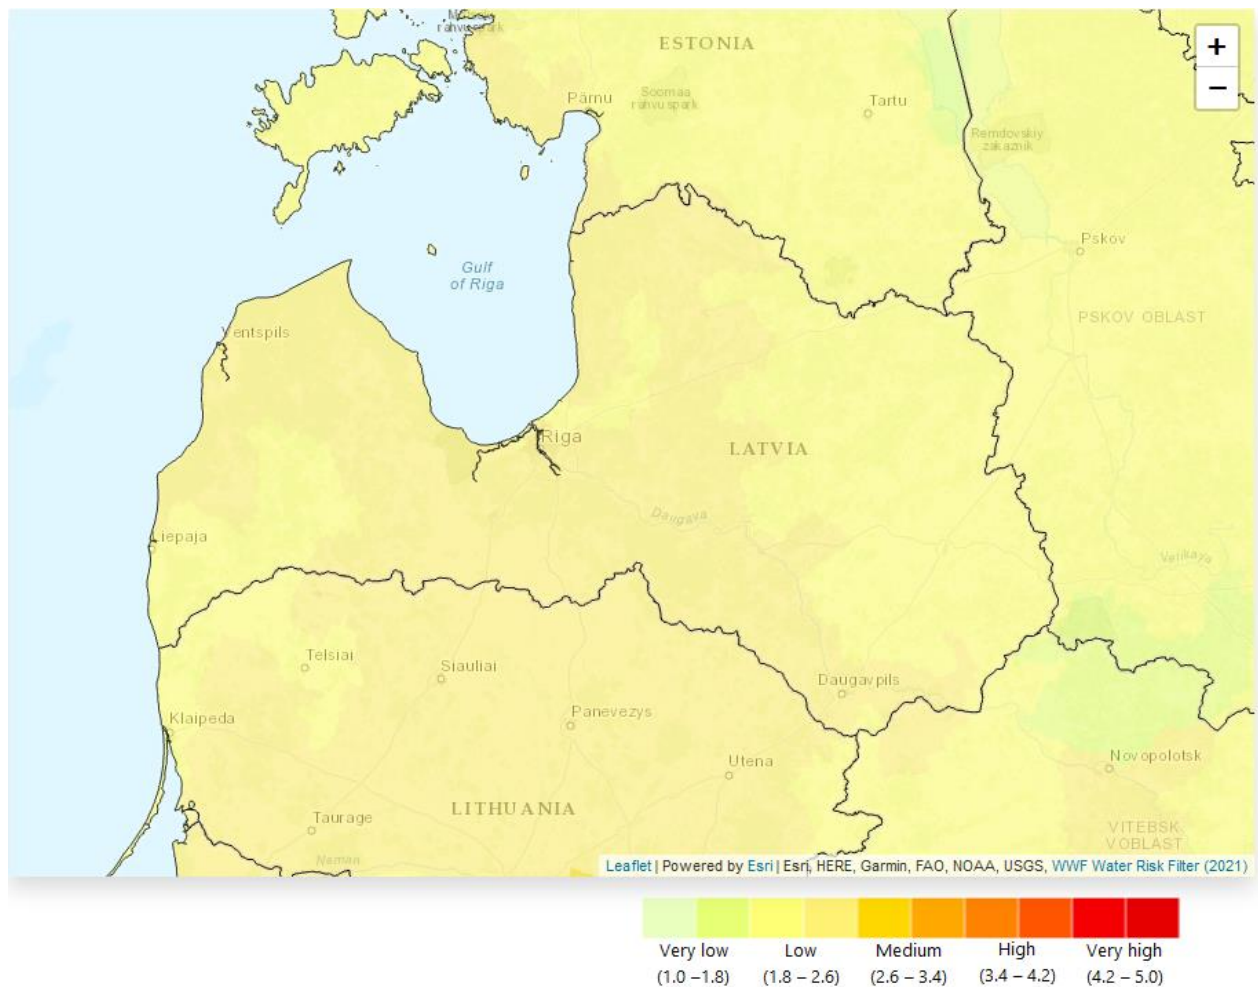 rahvuspark
ESTONIA
+
−
Pärnu
Soomaa
rahvuspark
Tartu
Remdovskiy
zakaznik
Pskov
Gulf
of Riga
PSKOV OBLAST
Ventspils
Riga
LATVIA
Daugava
Liepaja
Velikaya
Telsiai
Siauliai
Daugavpils
Klaipeda
Panevezys
Utena
Novopolotsk
LITHUANIA
Taurage
VITEBSK
VOBLAST
Neman
Leaflet | Powered by Esri | Esri, HERE, Garmin, FAO, NOAA, USGS, WWF Water Risk Filter (2021)
Very low Low Medium High Very high
(1.0 –1.8) (1.8 – 2.6) (2.6 – 3.4) (3.4 – 4.2) (4.2 – 5.0)